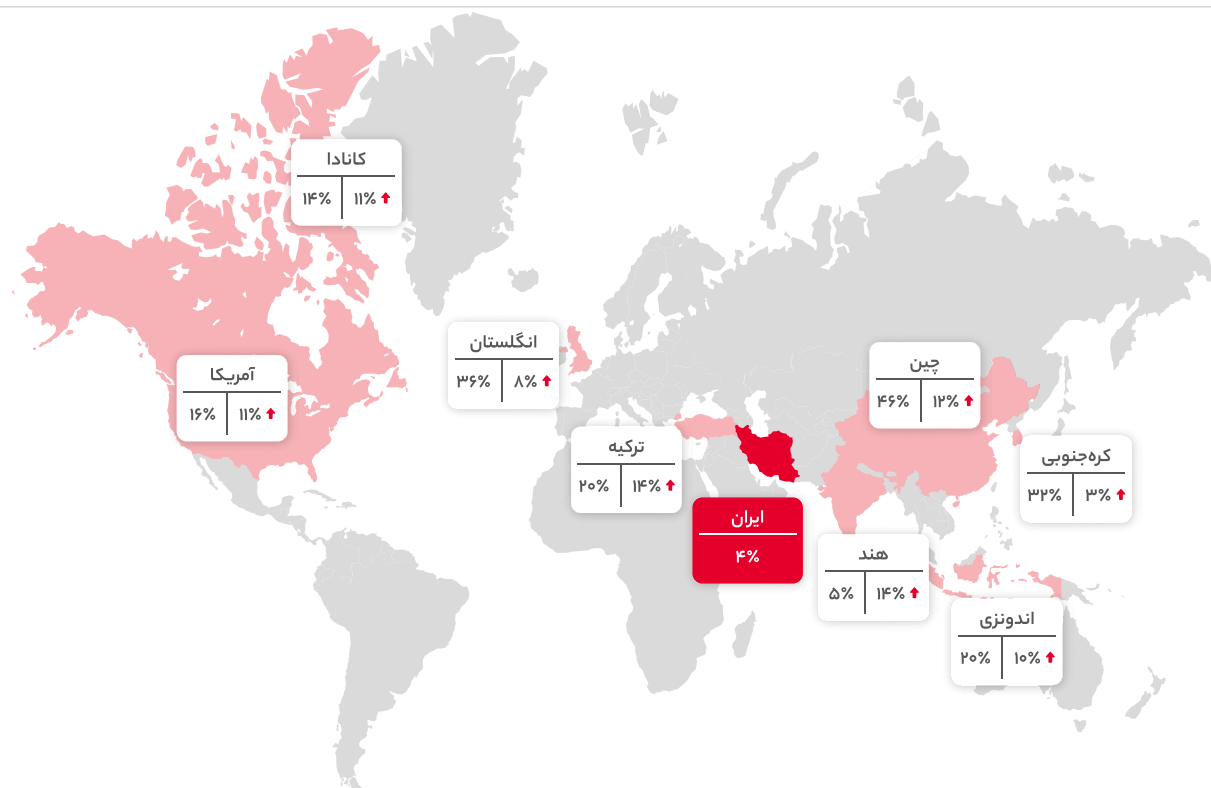 کانادا
۱۴% ۱۱%
انگلستان
۳۶% ۸%
آمریکا
۱۶% ۱۱%
چین
۴۶% ۱۲%
ترکیه
۲۰% ۱۴%
کره‌جنوبی
۳۲% ۳%
ایران
۴%
هند
۵% ۱۴%
اندونزی
۲۰% ۱۰%